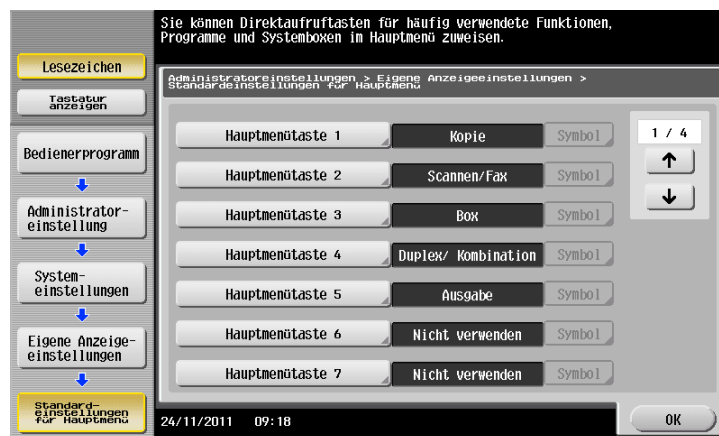 Sie können Direktaufruftasten für häufig verwendete Funktionen,
Programme und Systemboxen im Hauptmenü zuweisen.
Lesezeichen
Tastatur
anzeigen
Bedienerprogramm
Administrator-
einstellung
System-
einstellungen
Eigene Anzeige-
einstellungen
Standard-
einstellungen
für Hauptmenü
Administratoreinstellungen > Eigene Anzeigeeinstellungen >
Standardeinstellungen für Hauptmenü
Hauptmenütaste 1 Kopie Symbol
Hauptmenütaste 2 Scannen/Fax Symbol
Hauptmenütaste 3 Box Symbol
Hauptmenütaste 4 Duplex/ Kombination Symbol
Hauptmenütaste 5 Ausgabe Symbol
Hauptmenütaste 6 Nicht verwenden Symbol
Hauptmenütaste 7 Nicht verwenden Symbol
1 / 4
24/11/2011 09:18
OK